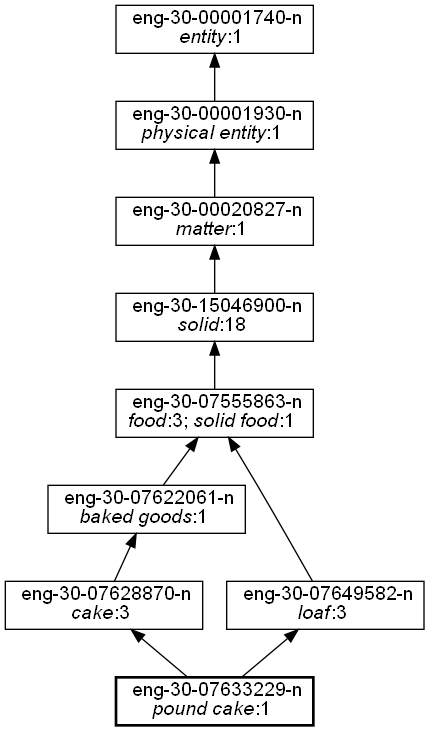 eng-30-00001740-n
entity:1
eng-30-00001930-n
physical entity:1
eng-30-00020827-n
matter:1
eng-30-15046900-n
solid:18
eng-30-07555863-n
food:3; solid food:1
eng-30-07622061-n
baked goods:1
eng-30-07628870-n
cake:3
eng-30-07649582-n
loaf:3
eng-30-07633229-n
pound cake:1